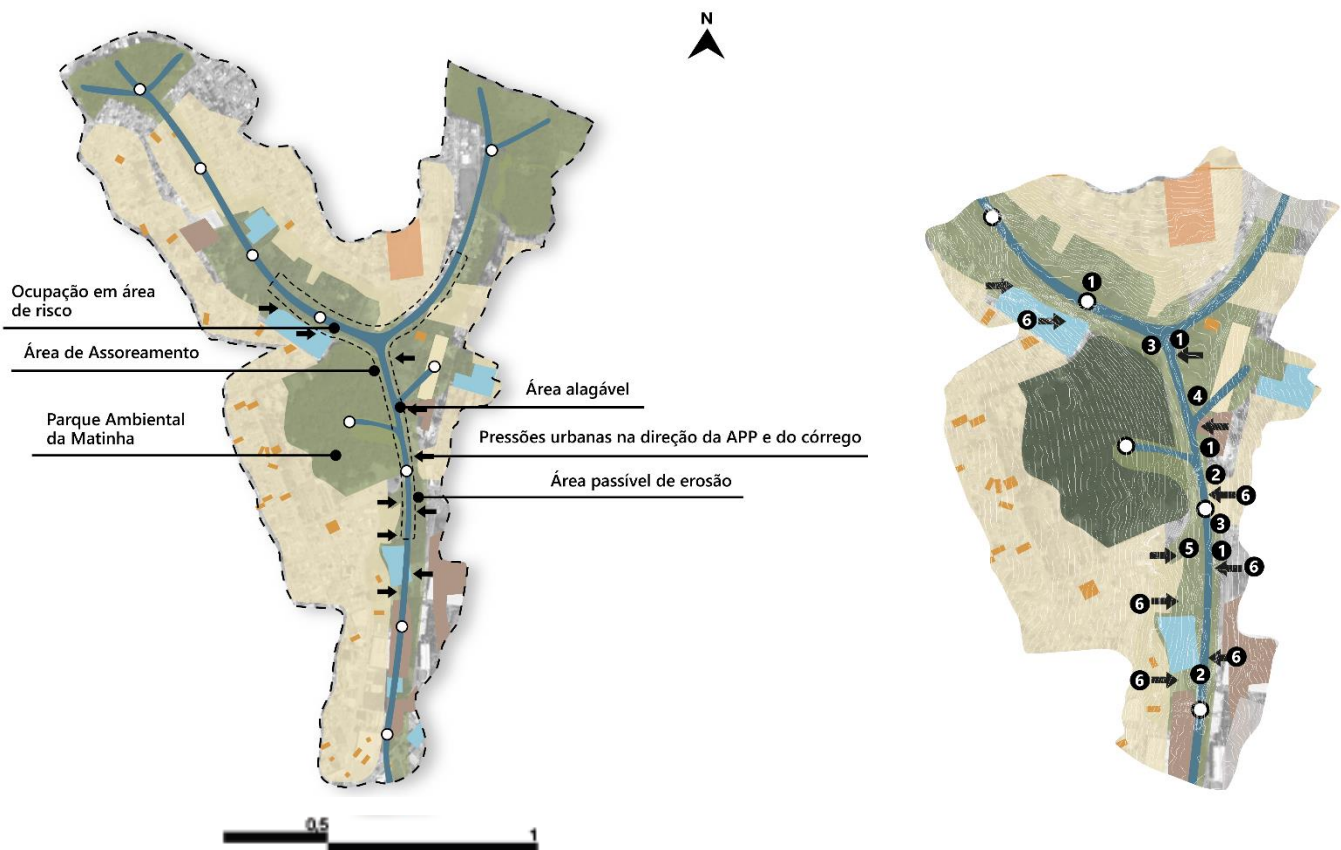 N
Ocupação em área
de risco
Área de Assoreamento
Parque Ambiental
da Matinha
Área alagável
Pressões urbanas na direção da APP e do córrego
Área passível de erosão
1
6
3
1
4
1
2
6
3
5
1
6
6
6
2
6
0,5
1